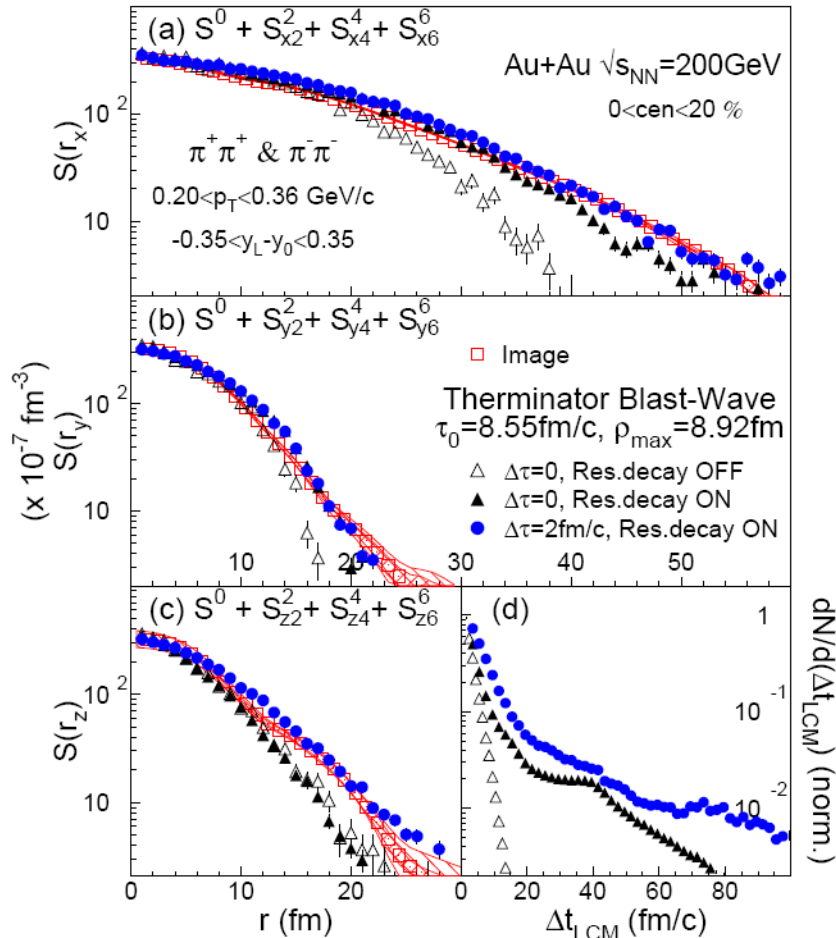 (a) S⁰ + S²ₓ₂ + S⁴ₓ₄ + S⁶ₓ₆
Au+Au √sNN=200GeV
0<cen<20 %
π⁺π⁺ & π⁻π⁻
0.20<pT<0.36 GeV/c
-0.35<yL-y0<0.35
10²
10
S(rx)
(b) S⁰ + S²y2 + S⁴y4 + S⁶y6
Image
Therminator Blast-Wave
τ0=8.55fm/c, ρmax=8.92fm
Δτ=0, Res.decay OFF
Δτ=0, Res.decay ON
Δτ=2fm/c, Res.decay ON
10²
10
(x 10⁻⁷ fm⁻³)
S(ry)
10 20 30 40 50
(c) S⁰ + S²z2 + S⁴z4 + S⁶z6
10²
10
S(rz)
0 10 20
r (fm)
(d)
1
10⁻¹
10⁻²
dN/d(ΔtLCM) (norm.)
0 20 40 60 80
ΔtLCM (fm/c)